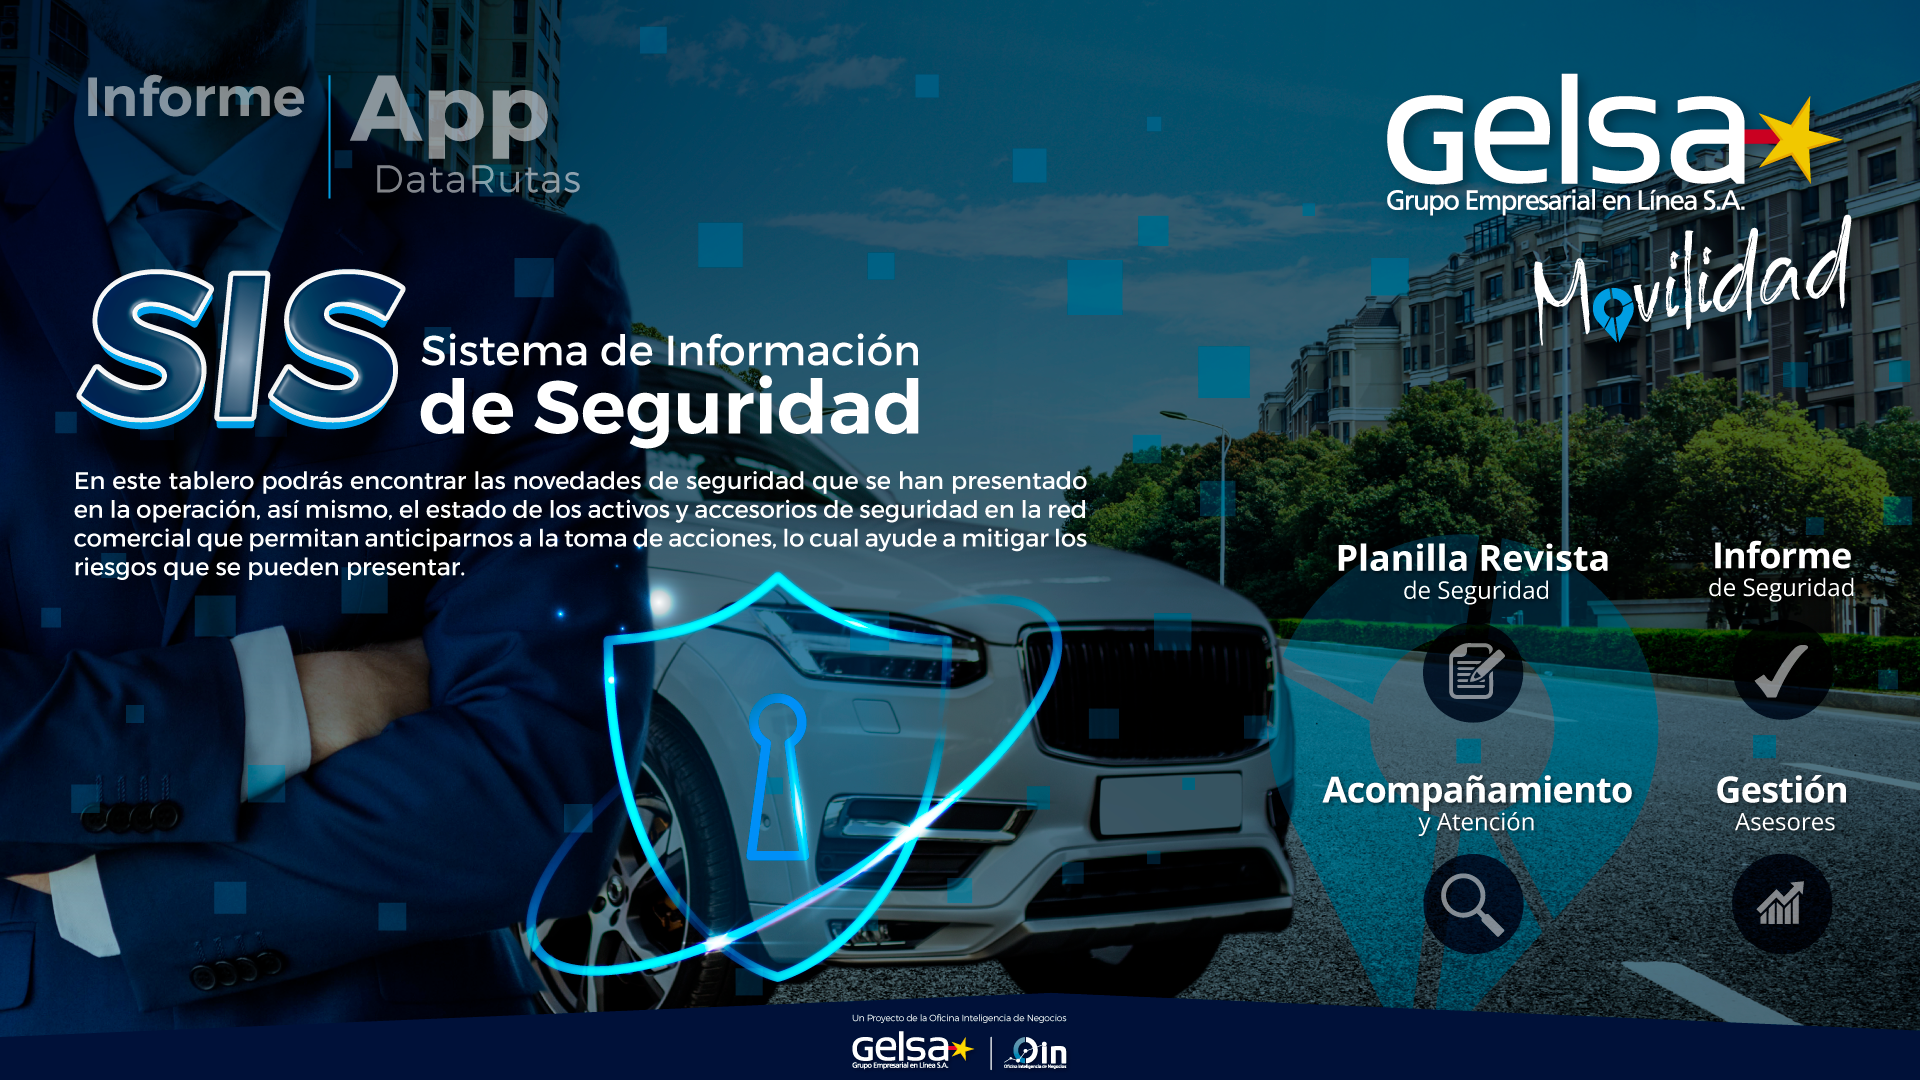 Informe
App
DataRutas
Gelsa
Grupo Empresarial en Línea S.A.
Movilidad
SIS
Sistema de Información
de Seguridad
En este tablero podrás encontrar las novedades de seguridad que se han presentado
en la operación, así mismo, el estado de los activos y accesorios de seguridad en la red
comercial que permitan anticiparnos a la toma de acciones, lo cual ayude a mitigar los
riesgos que se pueden presentar.
Planilla Revista
de Seguridad
Informe
de Seguridad
Acompañamiento
y Atención
Gestión
Asesores
Un Proyecto de la Oficina Inteligencia de Negocios
Gelsa
Grupo Empresarial en Línea S.A.
Oin
Oficina Inteligencia de Negocios